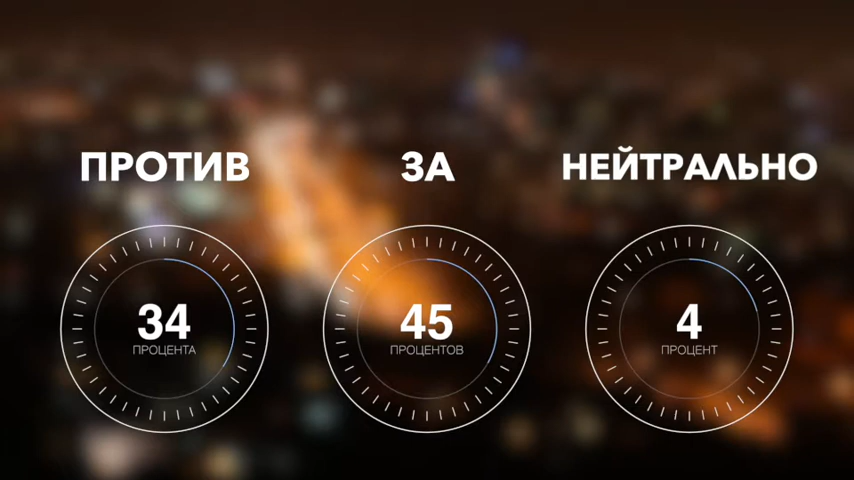 ПРОТИВ
ЗА
НЕЙТРАЛЬНО
34
ПРОЦЕНТА
45
ПРОЦЕНТОВ
4
ПРОЦЕНТ